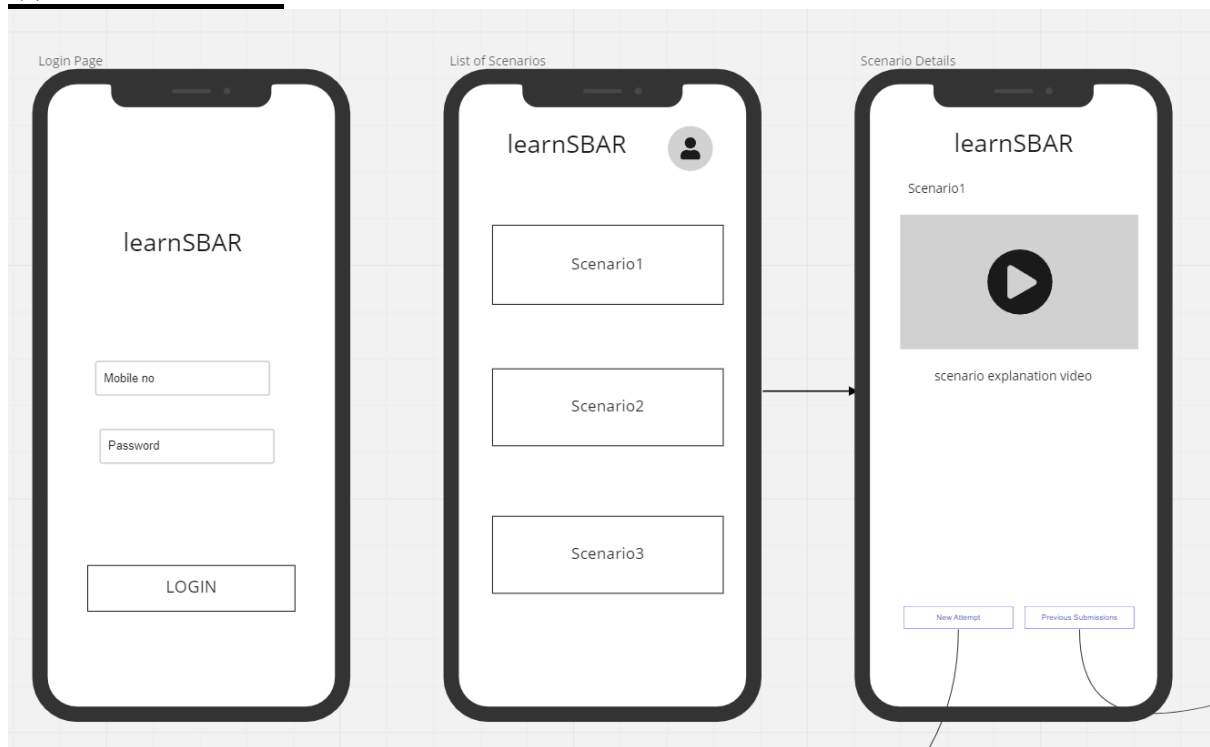 Login Page
learnSBAR
Mobile no
Password
LOGIN
List of Scenarios
learnSBAR
Scenario1
Scenario2
Scenario3
Scenario Details
learnSBAR
Scenario1
scenario explanation video
New Attempt
Previous Submissions